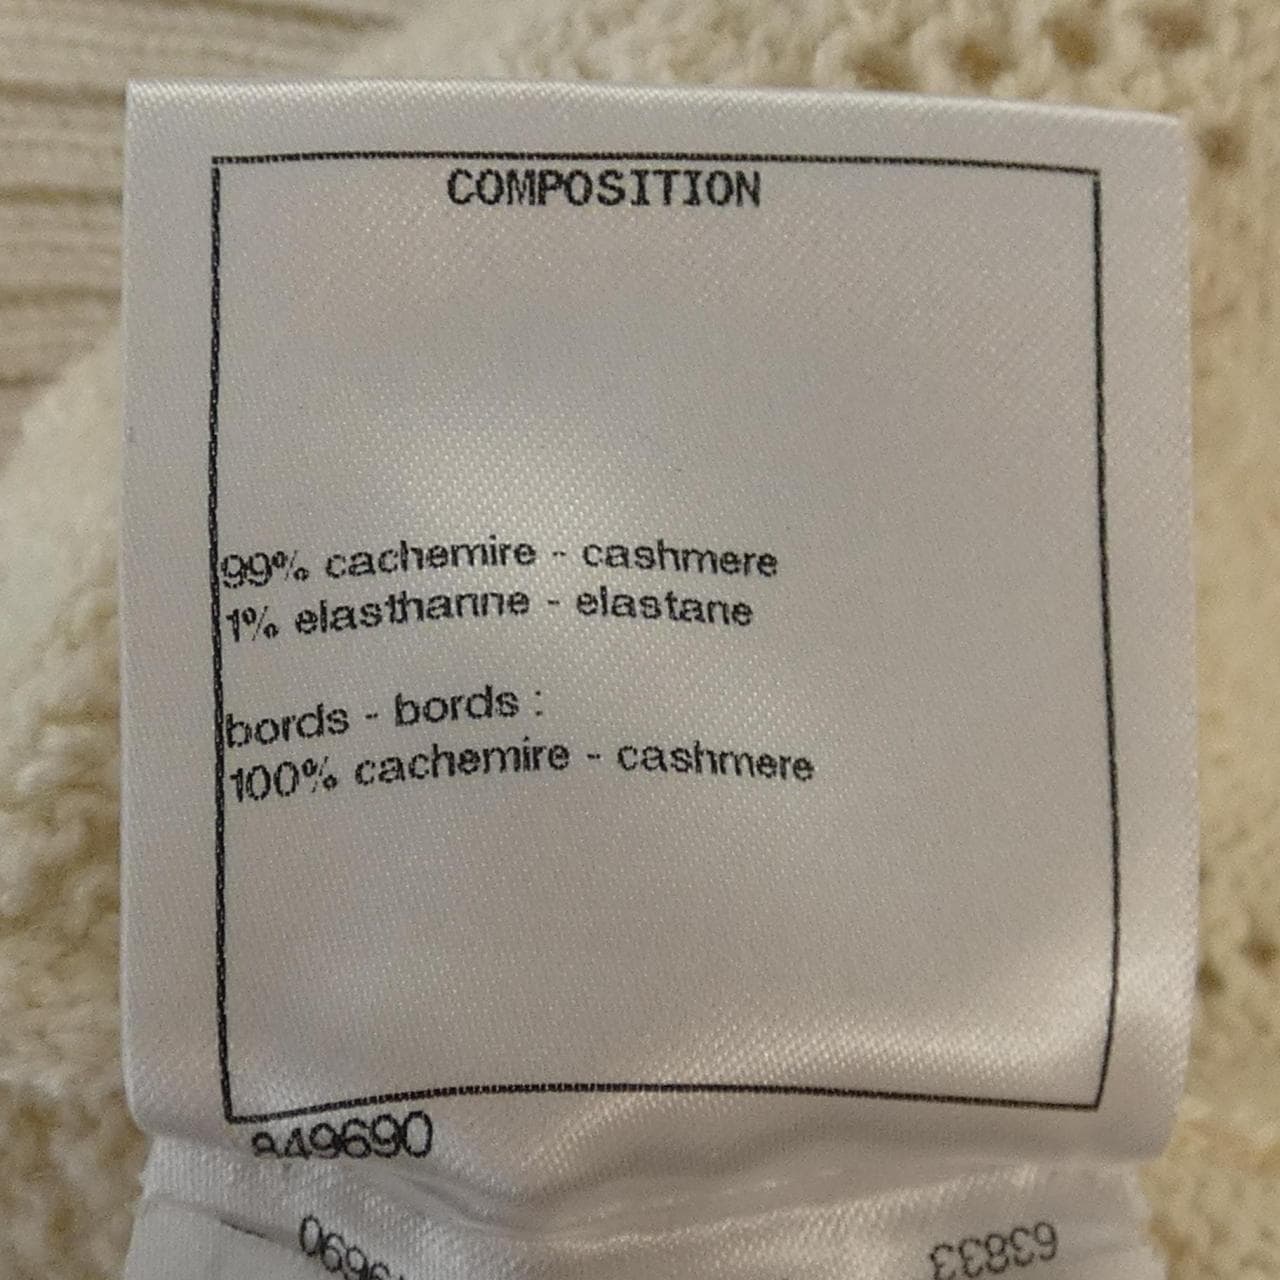 COMPOSITION
99% cachemire - cashmere
1% elasthanne - elastane
bords - bords :
100% cachemire - cashmere
849690
63833